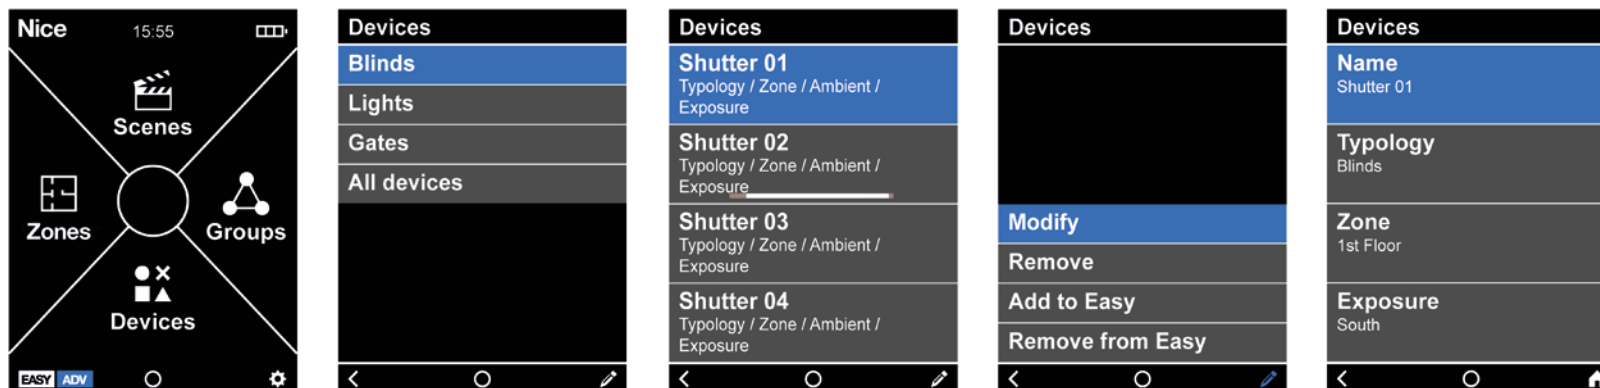 Nice
15:55
Scenes
Zones
Groups
Devices
EASY ADV
Devices
Blinds
Lights
Gates
All devices
Devices
Shutter 01
Typology / Zone / Ambient /
Exposure
Shutter 02
Typology / Zone / Ambient /
Exposure
Shutter 03
Typology / Zone / Ambient /
Exposure
Shutter 04
Typology / Zone / Ambient /
Exposure
Devices
Modify
Remove
Add to Easy
Remove from Easy
Devices
Name
Shutter 01
Typology
Blinds
Zone
1st Floor
Exposure
South